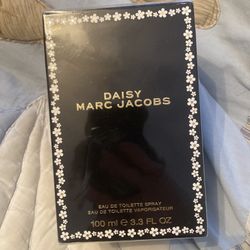 DAISY
MARC JACOBS
EAU DE TOILETTE SPRAY
EAU DE TOILETTE VAPORISATEUR
100 ml ℮ 3.3 FL OZ